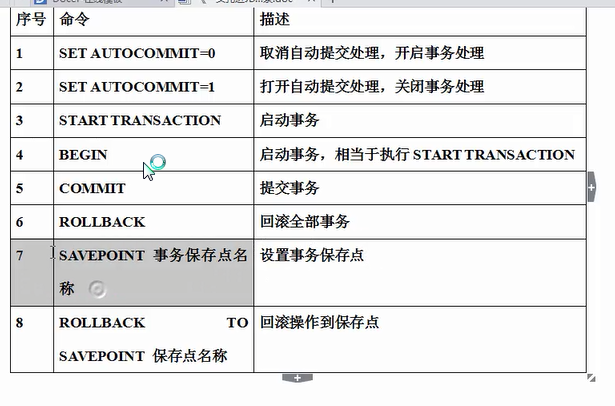 序号 命令 描述
1 SET AUTOCOMMIT=0 取消自动提交处理，开启事务处理
2 SET AUTOCOMMIT=1 打开自动提交处理，关闭事务处理
3 START TRANSACTION 启动事务
4 BEGIN 启动事务，相当于执行 START TRANSACTION
5 COMMIT 提交事务
6 ROLLBACK 回滚全部事务
7 SAVEPOINT 事务保存点名 设置事务保存点
称
8 ROLLBACK TO 回滚操作到保存点
SAVEPOINT 保存点名称